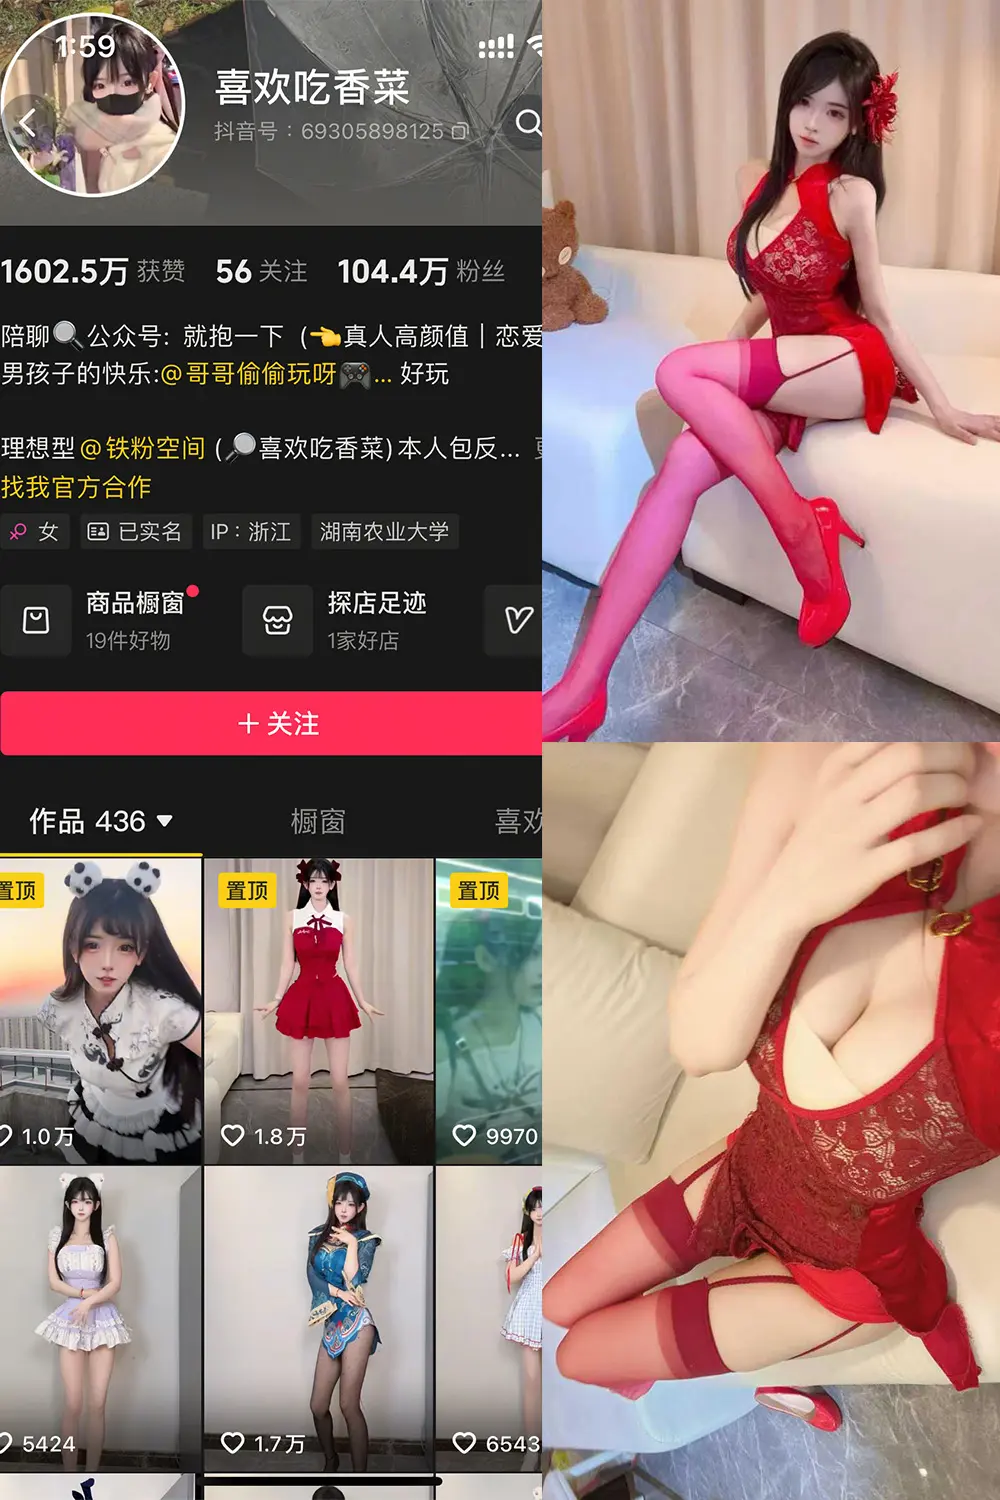 1:59
喜欢吃香菜
抖音号：69305898125
1602.5万 获赞 56 关注 104.4万 粉丝
陪聊🔍公众号: 就抱一下 (👈真人高颜值｜恋爱
男孩子的快乐:@哥哥偷偷玩呀🎮... 好玩
理想型@铁粉空间 (🔎喜欢吃香菜)本人包反...
找我官方合作
女 已实名 IP：浙江 湖南农业大学
商品橱窗 探店足迹
19件好物 1家好店
＋关注
作品 436 橱窗 喜欢
置顶 置顶 置顶
1.0万 1.8万 9970
5424 1.7万 6543